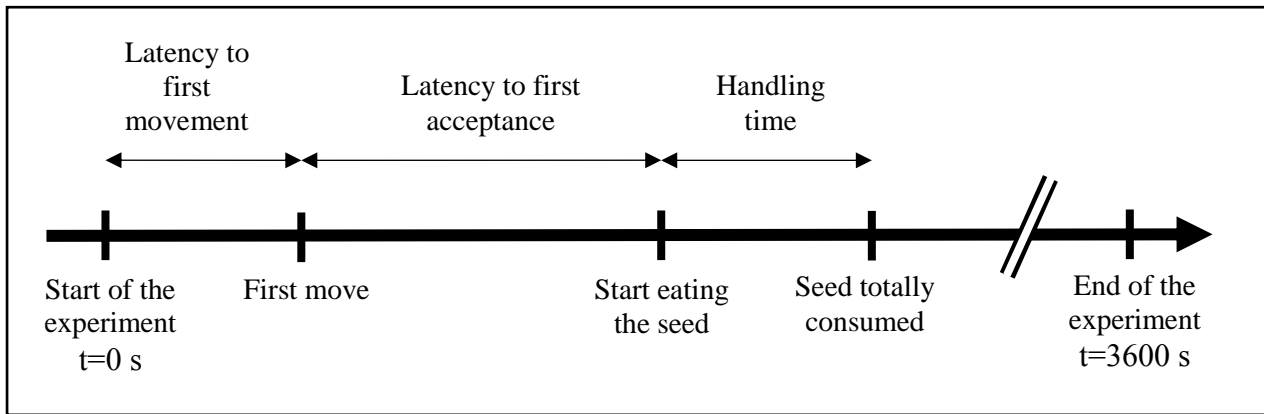 Latency to
first
movement
Latency to first
acceptance
Handling
time
Start of the
experiment
t=0 s
First move
Start eating
the seed
Seed totally
consumed
End of the
experiment
t=3600 s